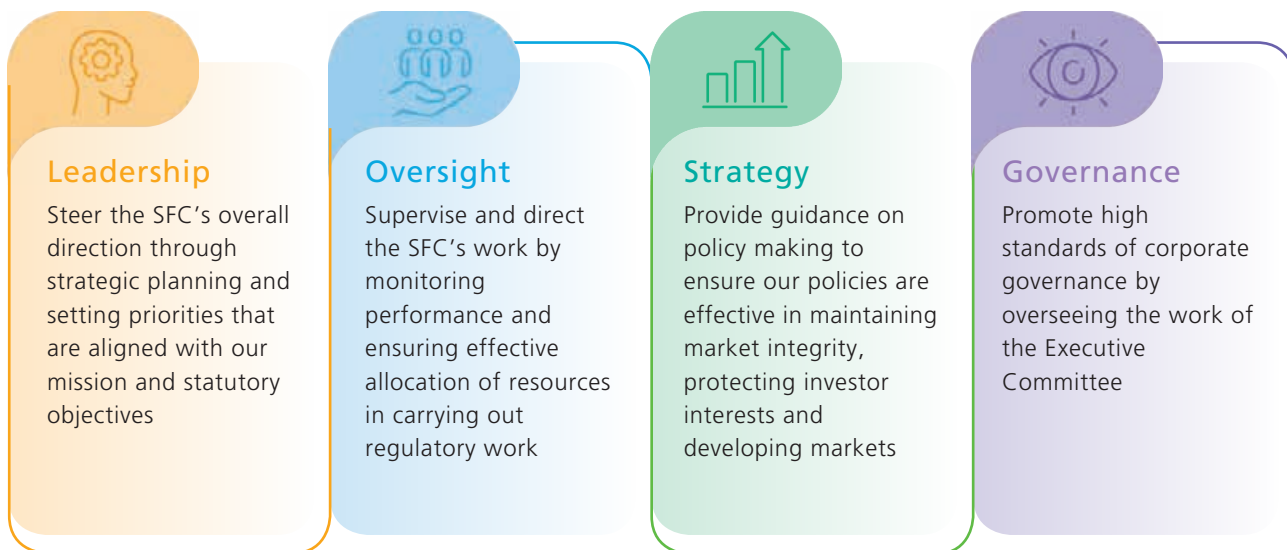 Leadership
Steer the SFC's overall
direction through
strategic planning and
setting priorities that
are aligned with our
mission and statutory
objectives
Oversight
Supervise and direct
the SFC's work by
monitoring
performance and
ensuring effective
allocation of resources
in carrying out
regulatory work
Strategy
Provide guidance on
policy making to
ensure our policies are
effective in maintaining
market integrity,
protecting investor
interests and
developing markets
Governance
Promote high
standards of corporate
governance by
overseeing the work of
the Executive
Committee